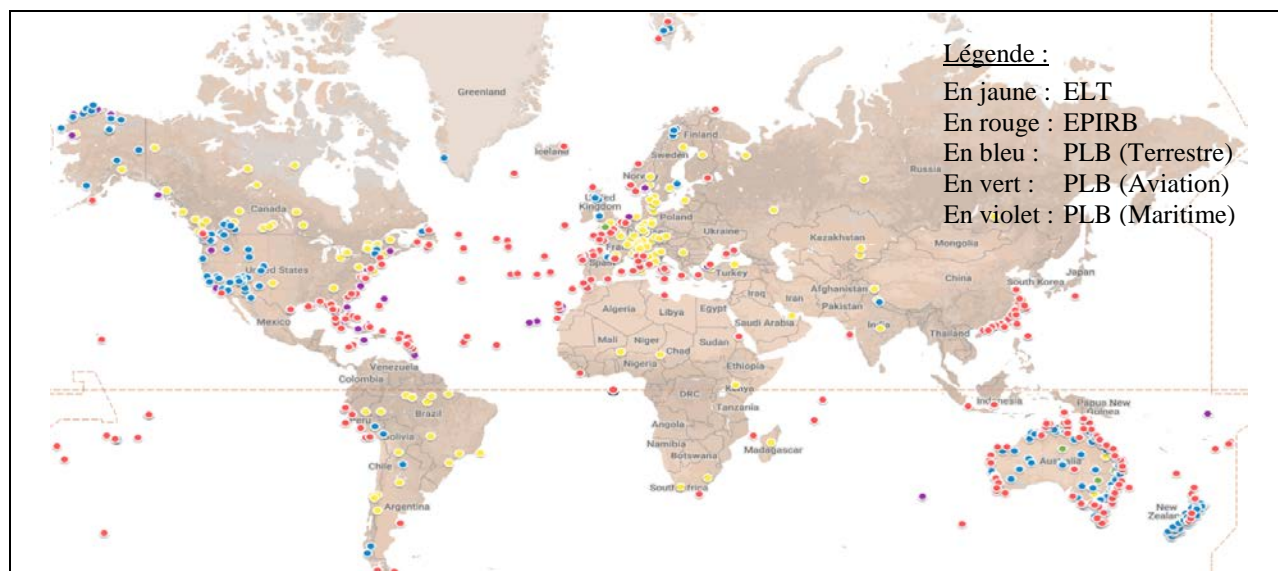 Légende :
En jaune : ELT
En rouge : EPIRB
En bleu : PLB (Terrestre)
En vert : PLB (Aviation)
En violet : PLB (Maritime)
Greenland
Iceland
Finland
Sweden
Norway
Russia
United
Kingdom
Poland
Canada
Ukraine
France
Kazakhstan
Mongolia
Spain
United States
Turkey
China
South Korea
Japan
Afghanistan
Iraq
Iran
Pakistan
Algeria
Libya
Egypt
Saudi Arabia
India
Mexico
Thailand
Mali
Niger
Chad
Sudan
Nigeria
Ethiopia
Venezuela
Colombia
Kenya
DRC
Indonesia
Papua New
Guinea
Tanzania
Brazil
Peru
Angola
Bolivia
Namibia
Madagascar
Botswana
Chile
Australia
South Africa
Argentina
New
Zealand